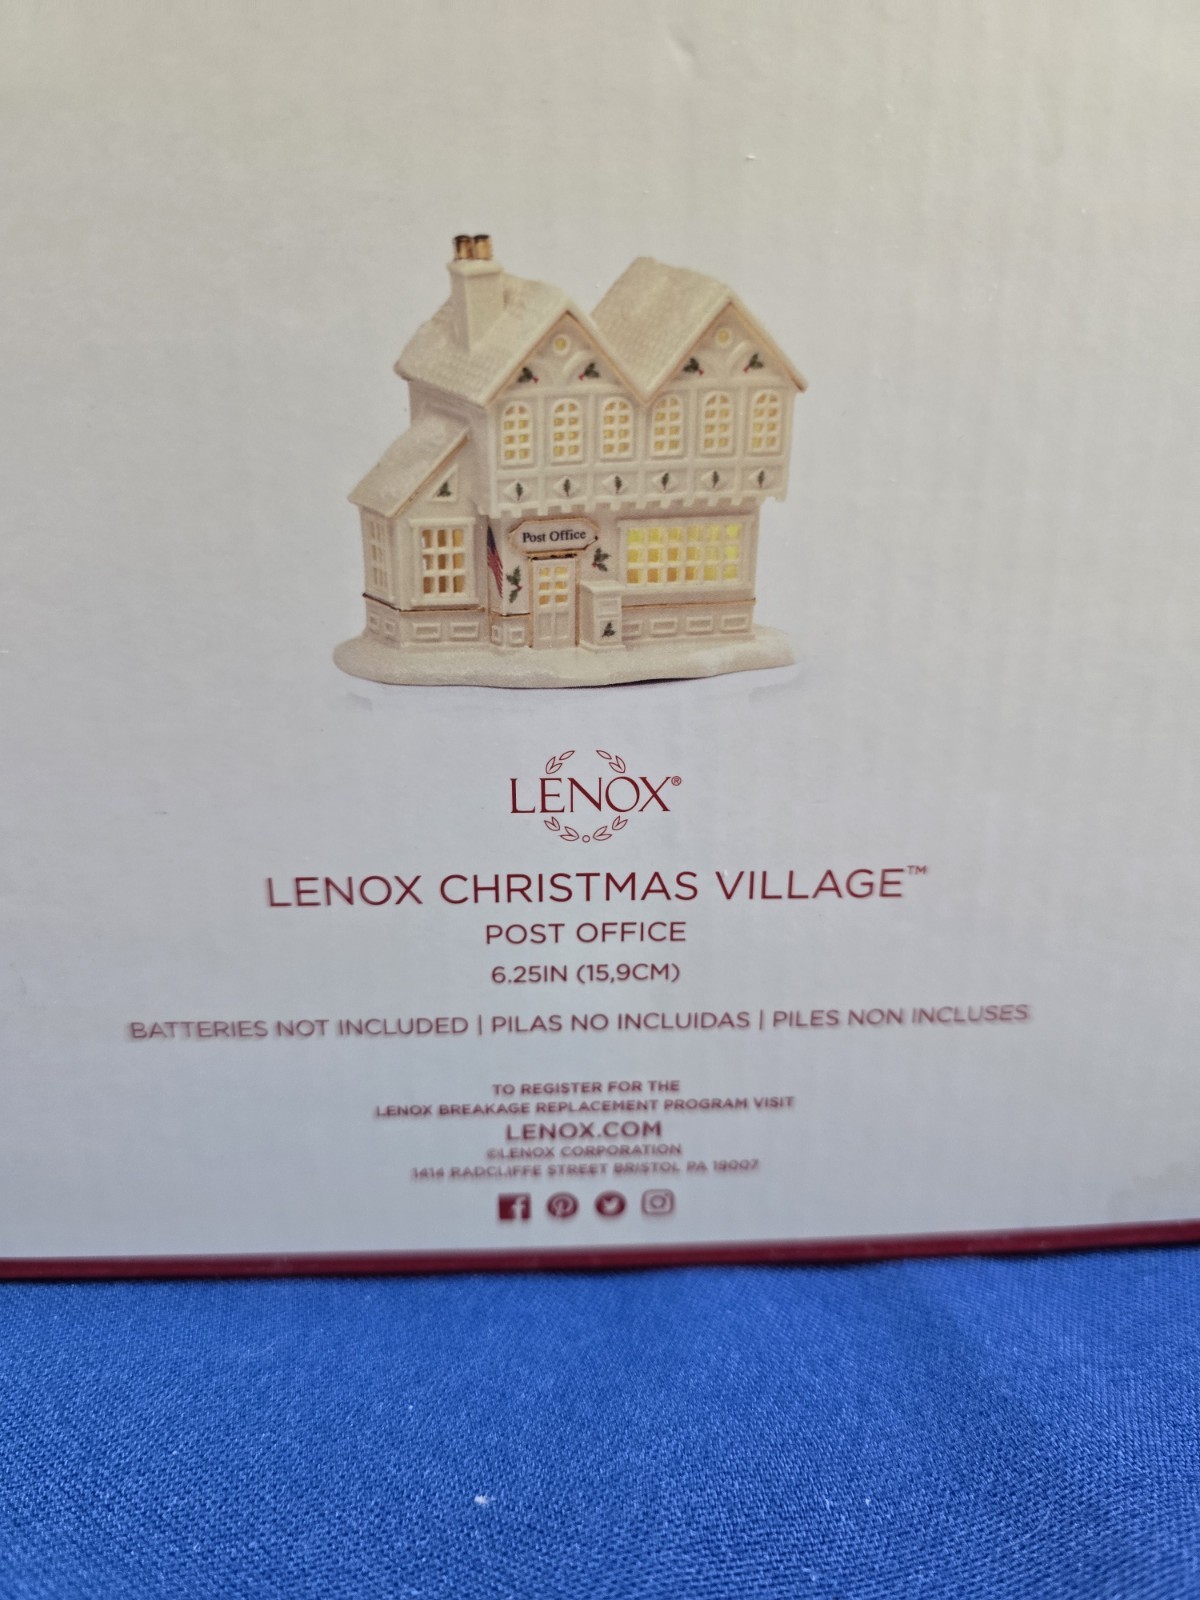 Post Office
LENOX®
LENOX CHRISTMAS VILLAGE™
POST OFFICE
6.25IN (15,9CM)
BATTERIES NOT INCLUDED | PILAS NO INCLUIDAS | PILES NON INCLUSES
TO REGISTER FOR THE
LENOX BREAKAGE REPLACEMENT PROGRAM VISIT
LENOX.COM
©LENOX CORPORATION
1414 RADCLIFFE STREET BRISTOL PA 19007